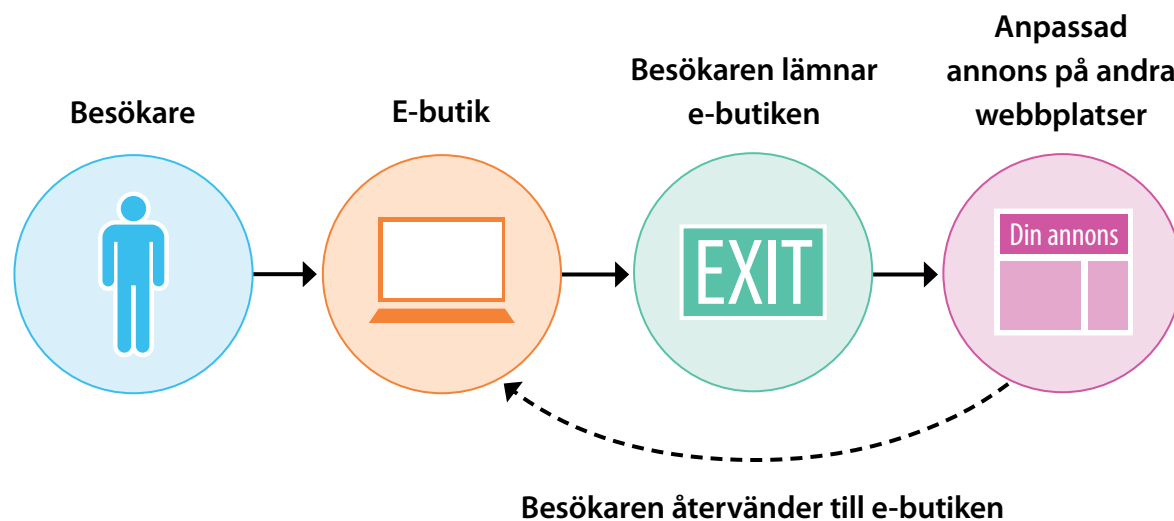 Besökare
E-butik
Besökaren lämnar
e-butiken
Anpassad
annons på andra
webbplatser
EXIT
Din annons
Besökaren återvänder till e-butiken